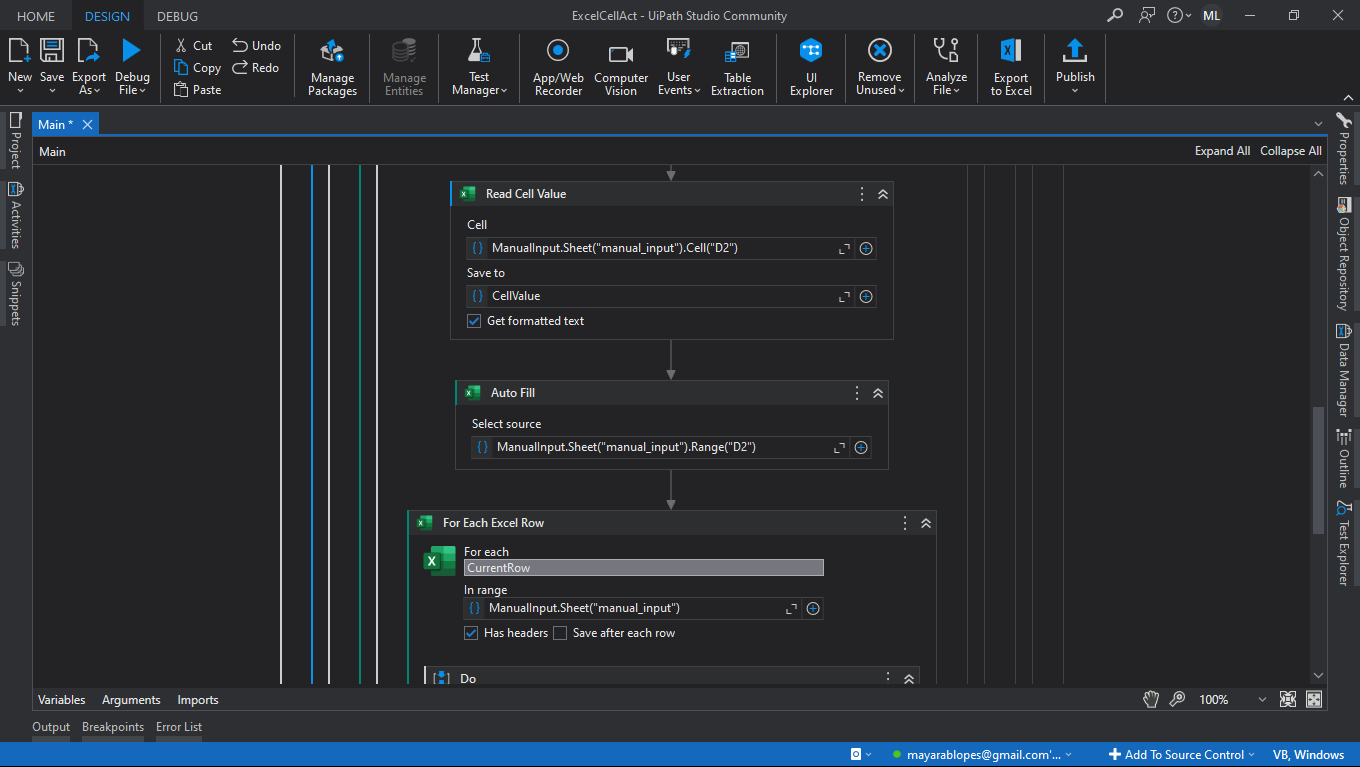 HOME DESIGN DEBUG
ExcelCellAct - UiPath Studio Community
ML
New Save Export As Debug File
Cut Copy Paste
Undo Redo
Manage Packages
Manage Entities
Test Manager
App/Web Recorder
Computer Vision
User Events
Table Extraction
UI Explorer
Remove Unused
Analyze File
Export to Excel
Publish
Main *
Main
Expand All Collapse All
Project
Activities
Snippets
Read Cell Value
Cell
ManualInput.Sheet("manual_input").Cell("D2")
Save to
CellValue
Get formatted text
Auto Fill
Select source
ManualInput.Sheet("manual_input").Range("D2")
For Each Excel Row
For each
CurrentRow
In range
ManualInput.Sheet("manual_input")
Has headers Save after each row
Do
Properties
Object Repository
Data Manager
Outline
Test Explorer
Variables Arguments Imports
100%
Output Breakpoints Error List
mayarablopes@gmail.com'...
Add To Source Control
VB, Windows